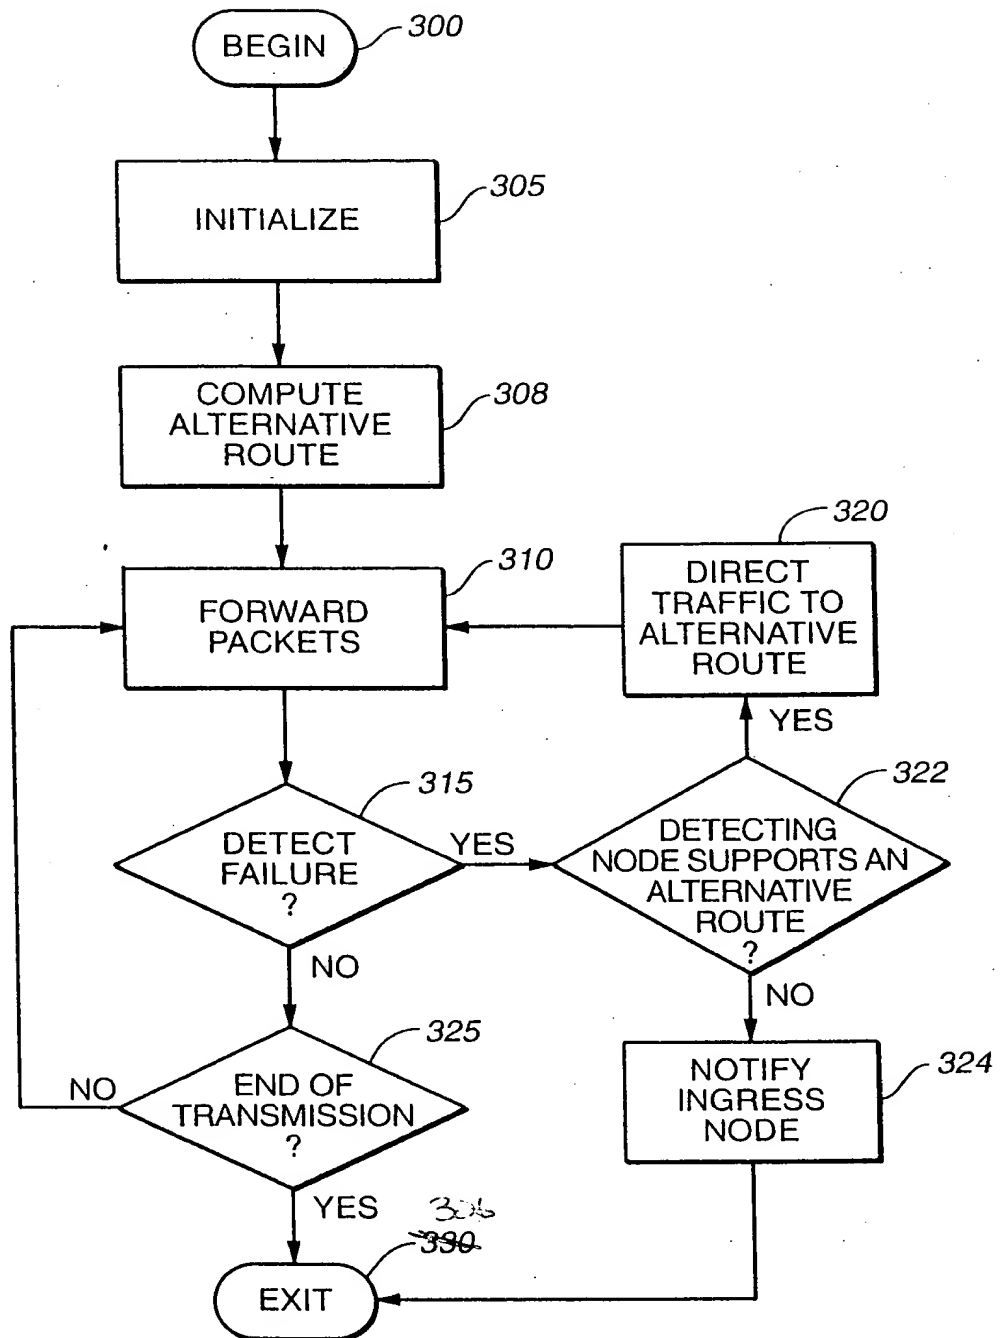 BEGIN
300
INITIALIZE
305
COMPUTE
ALTERNATIVE
ROUTE
308
FORWARD
PACKETS
310
DIRECT
TRAFFIC TO
ALTERNATIVE
ROUTE
320
YES
DETECT
FAILURE
?
315
YES
DETECTING
NODE SUPPORTS AN
ALTERNATIVE
ROUTE
?
322
NO
NO
END OF
TRANSMISSION
?
325
NO
NOTIFY
INGRESS
NODE
324
YES
330
EXIT